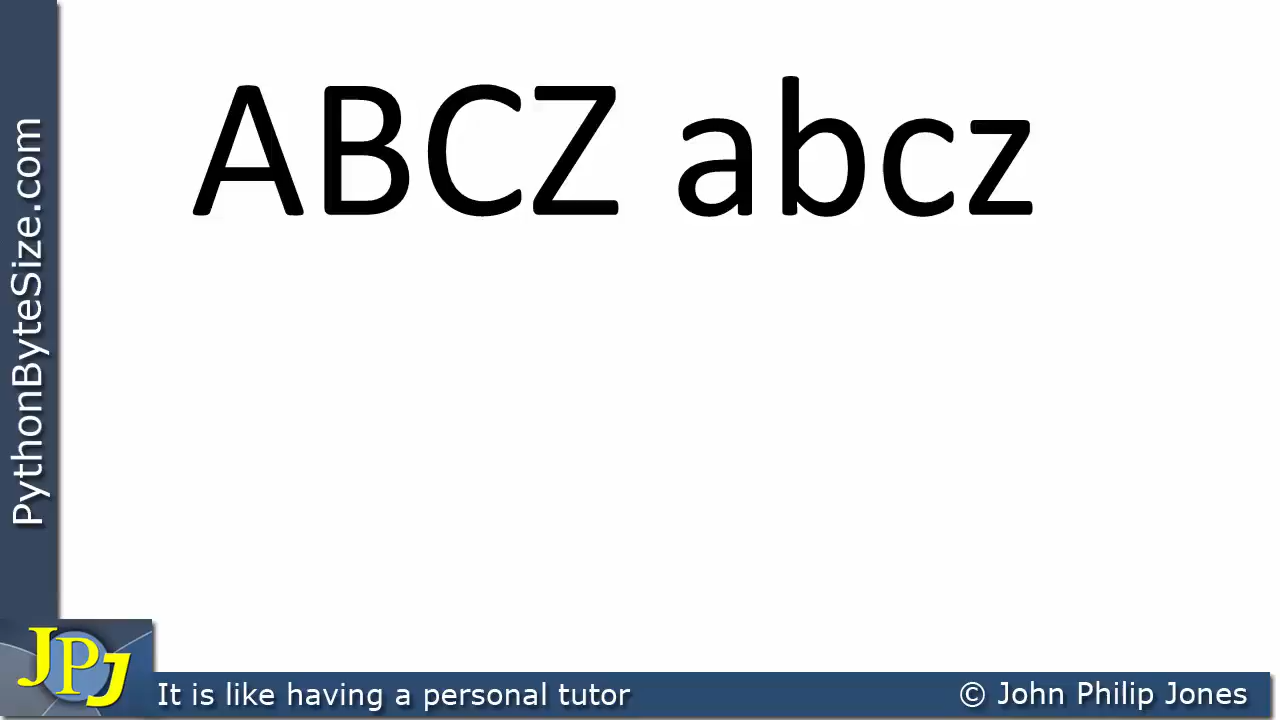 ABCZ abcz
PythonByteSize.com
JPJ
It is like having a personal tutor
© John Philip Jones